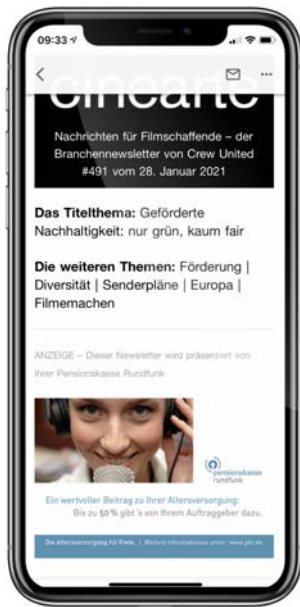 09:33
cinearte
Nachrichten für Filmschaffende – der
Branchennewsletter von Crew United
#491 vom 28. Januar 2021
Das Titelthema: Geförderte
Nachhaltigkeit: nur grün, kaum fair
Die weiteren Themen: Förderung |
Diversität | Senderpläne | Europa |
Filmemachen
ANZEIGE – Dieser Newsletter wird präsentiert von
Ihrer Pensionskasse Rundfunk
pensionskasse
rundfunk
Ein wertvoller Beitrag zu Ihrer Altersversorgung:
Bis zu 50 % gibt´s von Ihrem Auftraggeber dazu.
Die Altersversorgung für Freie. | Weitere Informationen unter: www.pkr.de